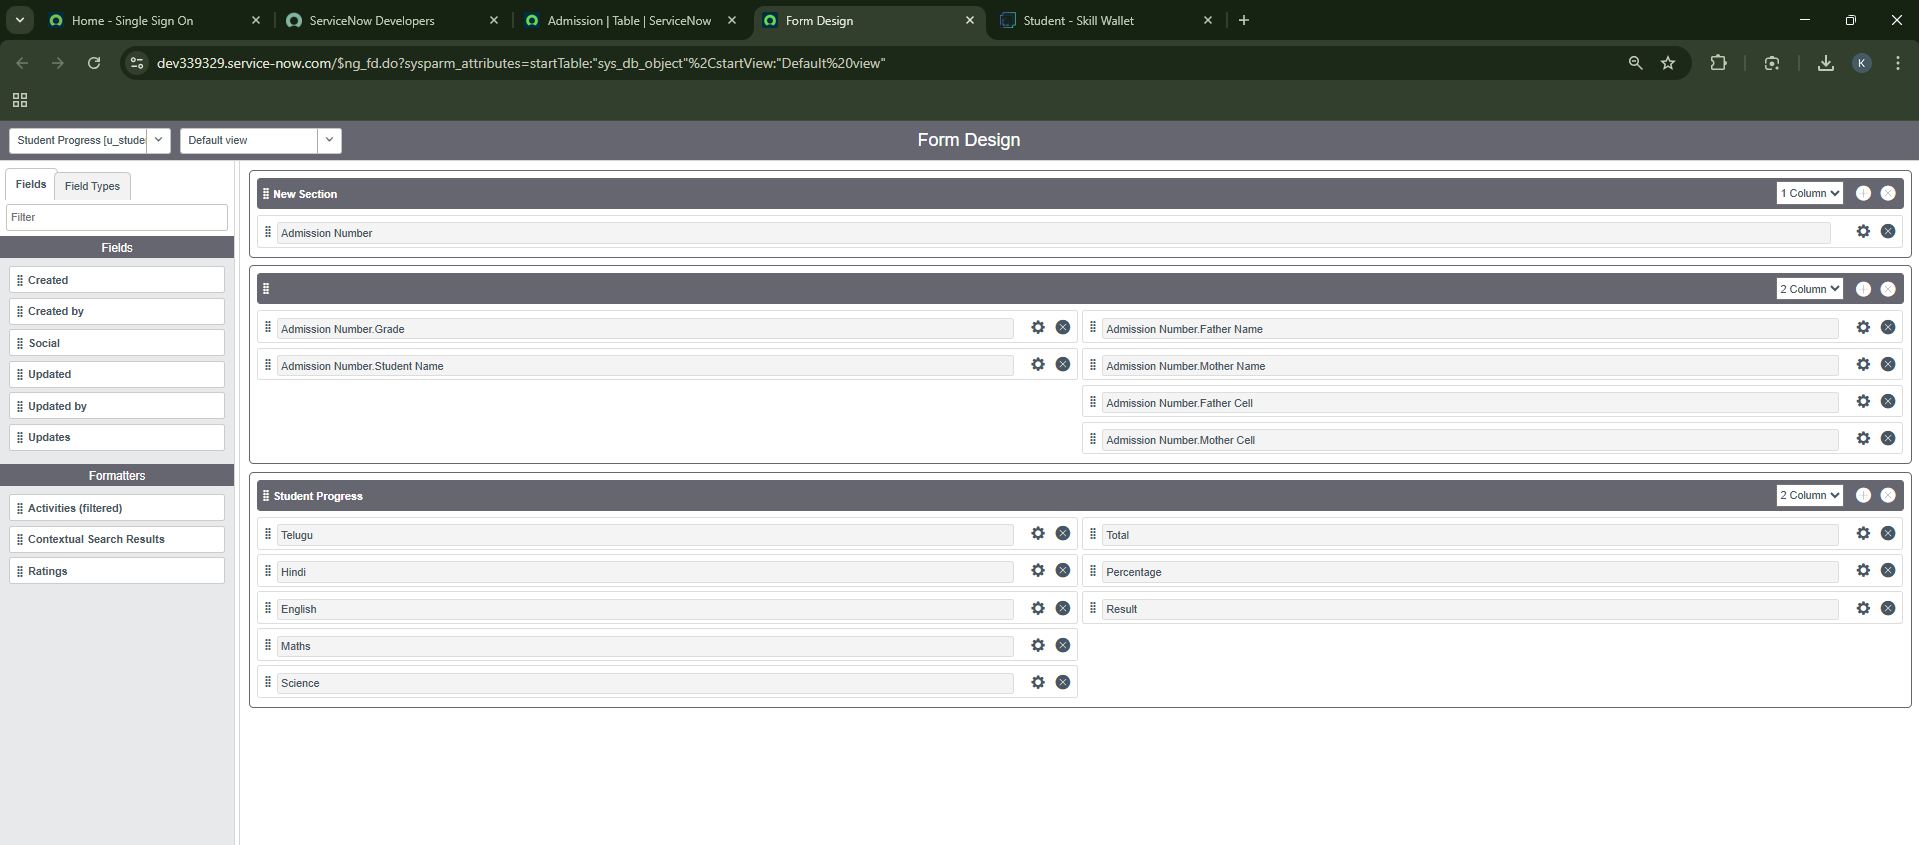 Home - Single Sign On
ServiceNow Developers
Admission | Table | ServiceNow
Form Design
Student - Skill Wallet
dev339329.service-now.com/$ng_fd.do?sysparm_attributes=startTable:"sys_db_object"%2CstartView:"Default%20view"
K
Student Progress [u_stude
Default view
Form Design
Fields
Field Types
Filter
Fields
Created
Created by
Social
Updated
Updated by
Updates
Formatters
Activities (filtered)
Contextual Search Results
Ratings
New Section
1 Column
Admission Number
2 Column
Admission Number.Grade
Admission Number.Student Name
Admission Number.Father Name
Admission Number.Mother Name
Admission Number.Father Cell
Admission Number.Mother Cell
Student Progress
2 Column
Telugu
Hindi
English
Maths
Science
Total
Percentage
Result